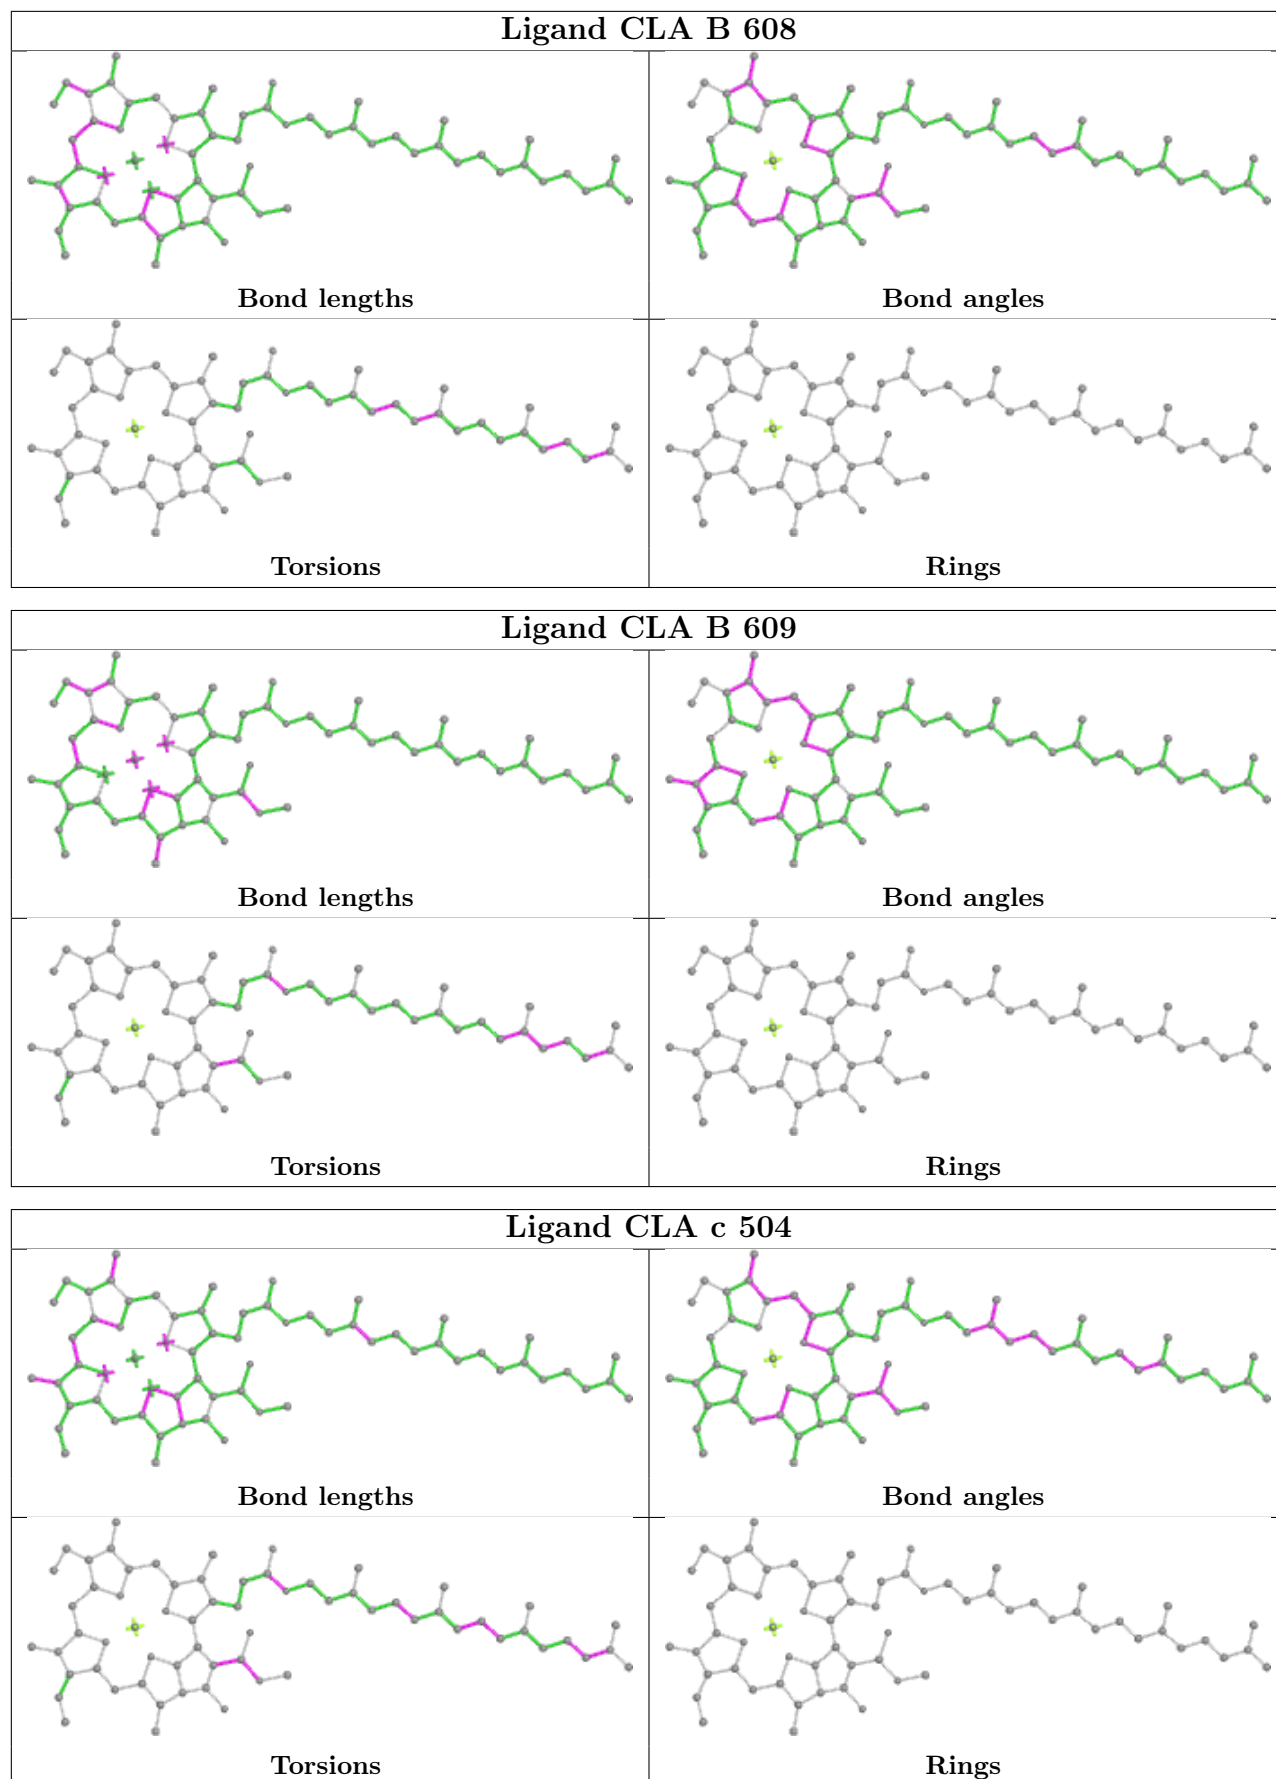 Ligand CLA B 608
Bond lengths
Bond angles
Torsions
Rings
Ligand CLA B 609
Bond lengths
Bond angles
Torsions
Rings
Ligand CLA c 504
Bond lengths
Bond angles
Torsions
Rings